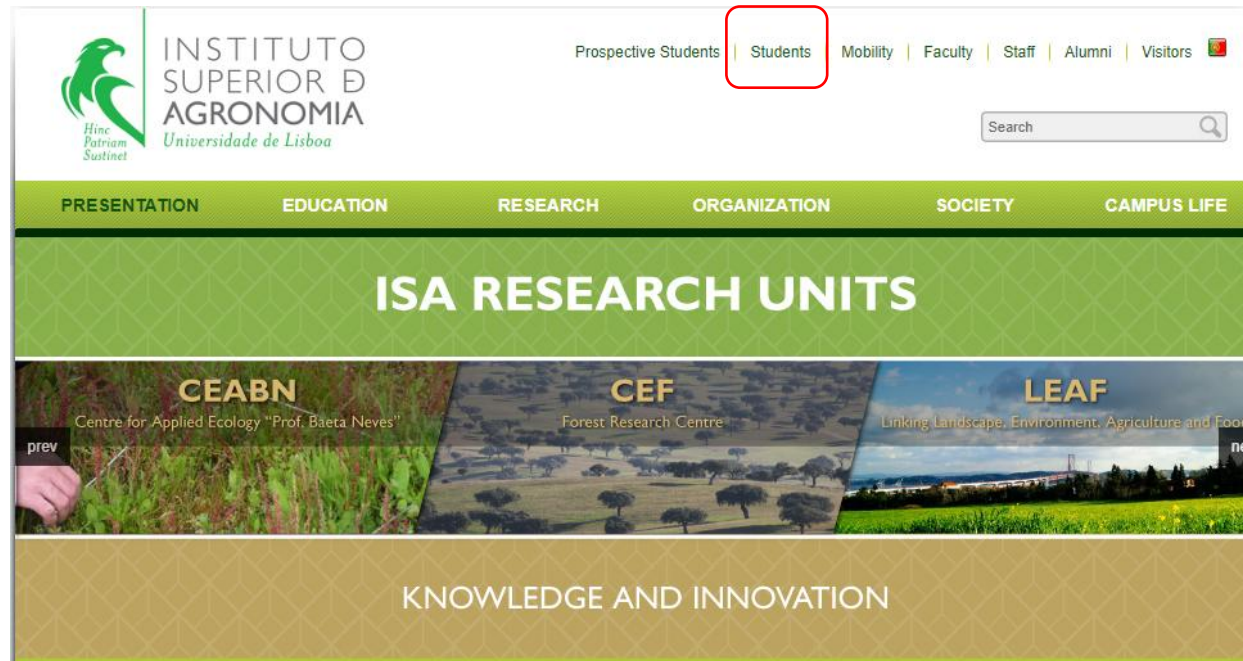 INSTITUTO
SUPERIOR Ð
AGRONOMIA
Universidade de Lisboa
Hinc
Patriam
Sustinet
Prospective Students | Students | Mobility | Faculty | Staff | Alumni | Visitors
Search
PRESENTATION EDUCATION RESEARCH ORGANIZATION SOCIETY CAMPUS LIFE
ISA RESEARCH UNITS
CEABN
Centre for Applied Ecology "Prof. Baeta Neves"
CEF
Forest Research Centre
LEAF
Linking Landscape, Environment, Agriculture and Foo
prev
ne
KNOWLEDGE AND INNOVATION